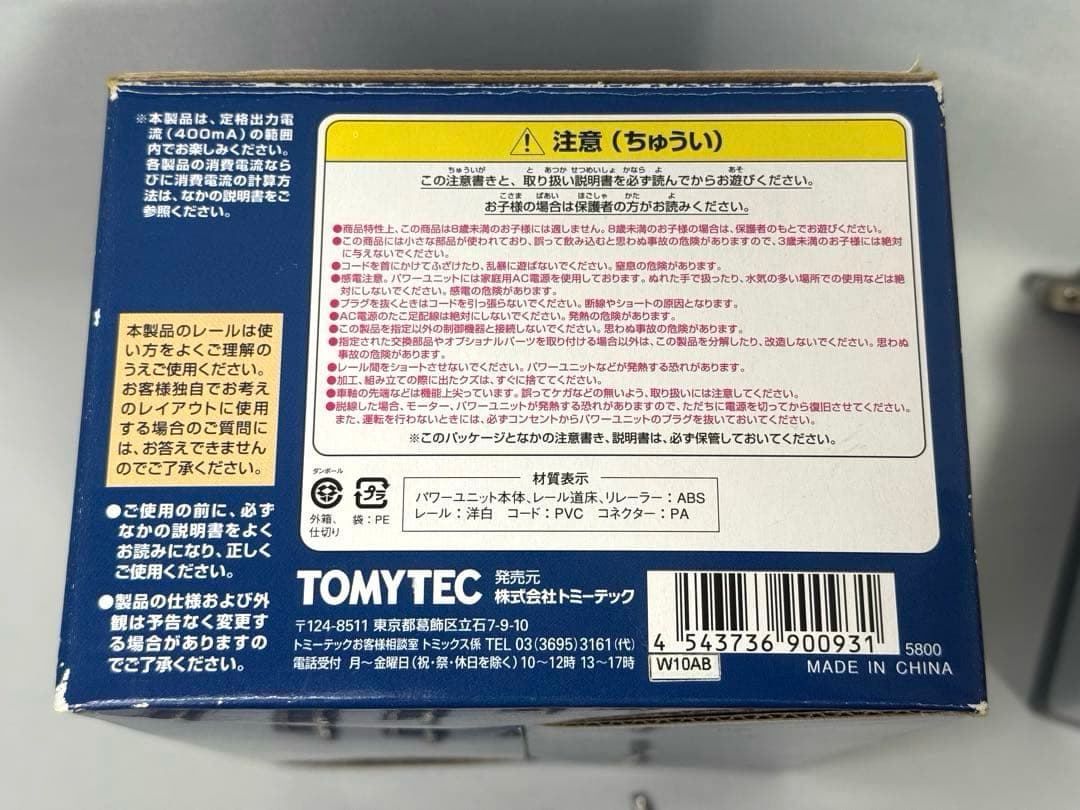 ※本製品は、定格出力電
流(400mA)の範囲
内でお楽しみください。
各製品の消費電流なら
びに消費電流の計算方
法は、なかの説明書をご
参照ください。
本製品のレールは使
い方をよくご理解の
うえご使用ください。
お客様独自でお考え
のレイアウトに使用
する場合のご質問に
は、お答えできません
のでご了承ください。
●ご使用の前に、必ず
なかの説明書をよく
お読みになり、正しく
ご使用ください。
●製品の仕様および外
観は予告なく変更す
る場合がありますの
でご了承ください。
注意(ちゅうい)
ちゅういが と あつか せつめいしょ かなら よ あそ
この注意書きと、取り扱い説明書を必ず読んでからお遊びください。
こさま ばあい ほごしゃ かた よ
お子様の場合は保護者の方がお読みください。
●商品特性上、この商品は8歳未満のお子様には適しません。8歳未満のお子様の場合は、保護者のもとでお遊びください。
●この商品には小さな部品が使われており、誤って飲み込むと思わぬ事故の危険がありますので、3歳未満のお子様には絶対
に与えないでください。
●コードを首にかけてふざけたり、乱暴に遊ばないでください。窒息の危険があります。
●感電注意。パワーユニットには家庭用AC電源を使用しております。ぬれた手で扱ったり、水気の多い場所での使用などは絶
対にしないでください。感電の危険があります。
●プラグを抜くときはコードを引っ張らないでください。断線やショートの原因となります。
●AC電源のたこ足配線は絶対にしないでください。発熱の危険があります。
●この製品を指定以外の制御機器と接続しないでください。思わぬ事故の危険があります。
●指定された交換部品やオプショナルパーツを取り付ける場合以外は、この製品を分解したり、改造しないでください。思わぬ
事故の危険があります。
●レール間をショートさせないでください。パワーユニットなどが発熱する恐れがあります。
●加工、組み立ての際に出たクズは、すぐに捨ててください。
●車軸の先端などは機能上尖っています。誤ってケガなどの無いよう、取り扱いには注意してください。
●脱線した場合、モーター、パワーユニットが発熱する恐れがありますので、ただちに電源を切ってから復旧させてください。
また、運転を行わないときには、必ずコンセントからパワーユニットのプラグを抜いておいてください。
※このパッケージとなかの注意書き、説明書は、必ず保管しておいてください。
ダンボール
外箱、
仕切り
プラ
袋:PE
材質表示
パワーユニット本体、レール道床、リレーラー:ABS
レール:洋白 コード:PVC コネクター:PA
TOMYTEC 発売元
株式会社トミーテック
〒124-8511 東京都葛飾区立石7-9-10
トミーテックお客様相談室 トミックス係 TEL 03(3695)3161(代)
電話受付 月〜金曜日(祝・祭・休日を除く)10〜12時 13〜17時
4 543736 900931
W10AB
5800
MADE IN CHINA